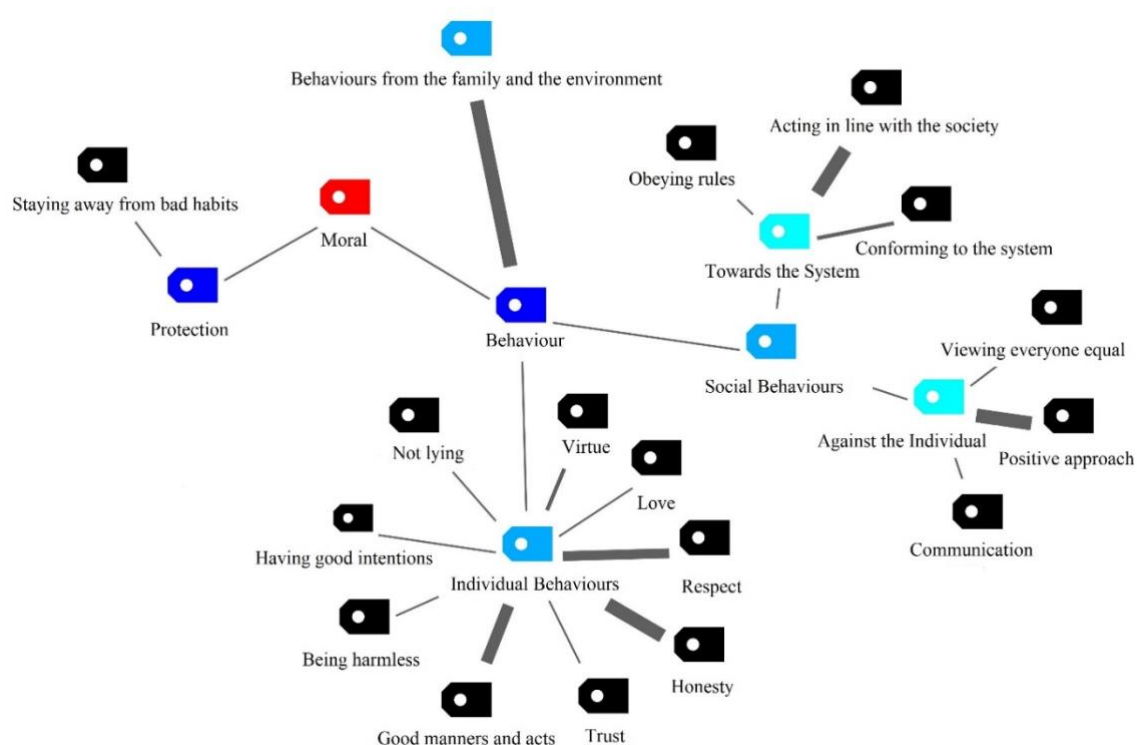 Behaviours from the family and the environment
Acting in line with the society
Obeying rules
Staying away from bad habits
Moral
Conforming to the system
Towards the System
Protection
Behaviour
Viewing everyone equal
Social Behaviours
Against the Individual
Positive approach
Not lying
Virtue
Love
Communication
Having good intentions
Individual Behaviours
Respect
Being harmless
Honesty
Good manners and acts
Trust